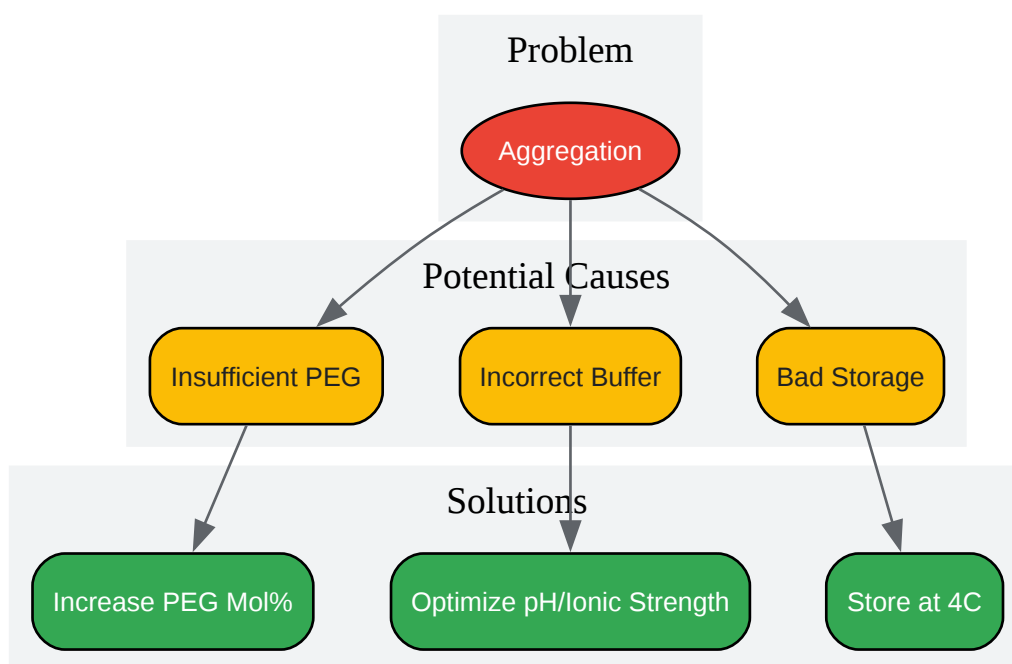 Problem
Aggregation
Potential Causes
Insufficient PEG
Incorrect Buffer
Bad Storage
Solutions
Increase PEG Mol%
Optimize pH/Ionic Strength
Store at 4C